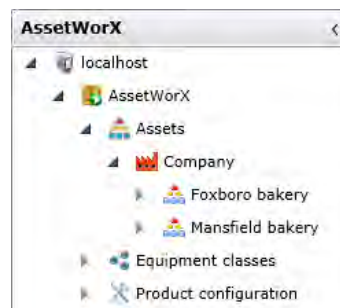 AssetWorX
localhost
AssetWorX
Assets
Company
Foxboro bakery
Mansfield bakery
Equipment classes
Product configuration